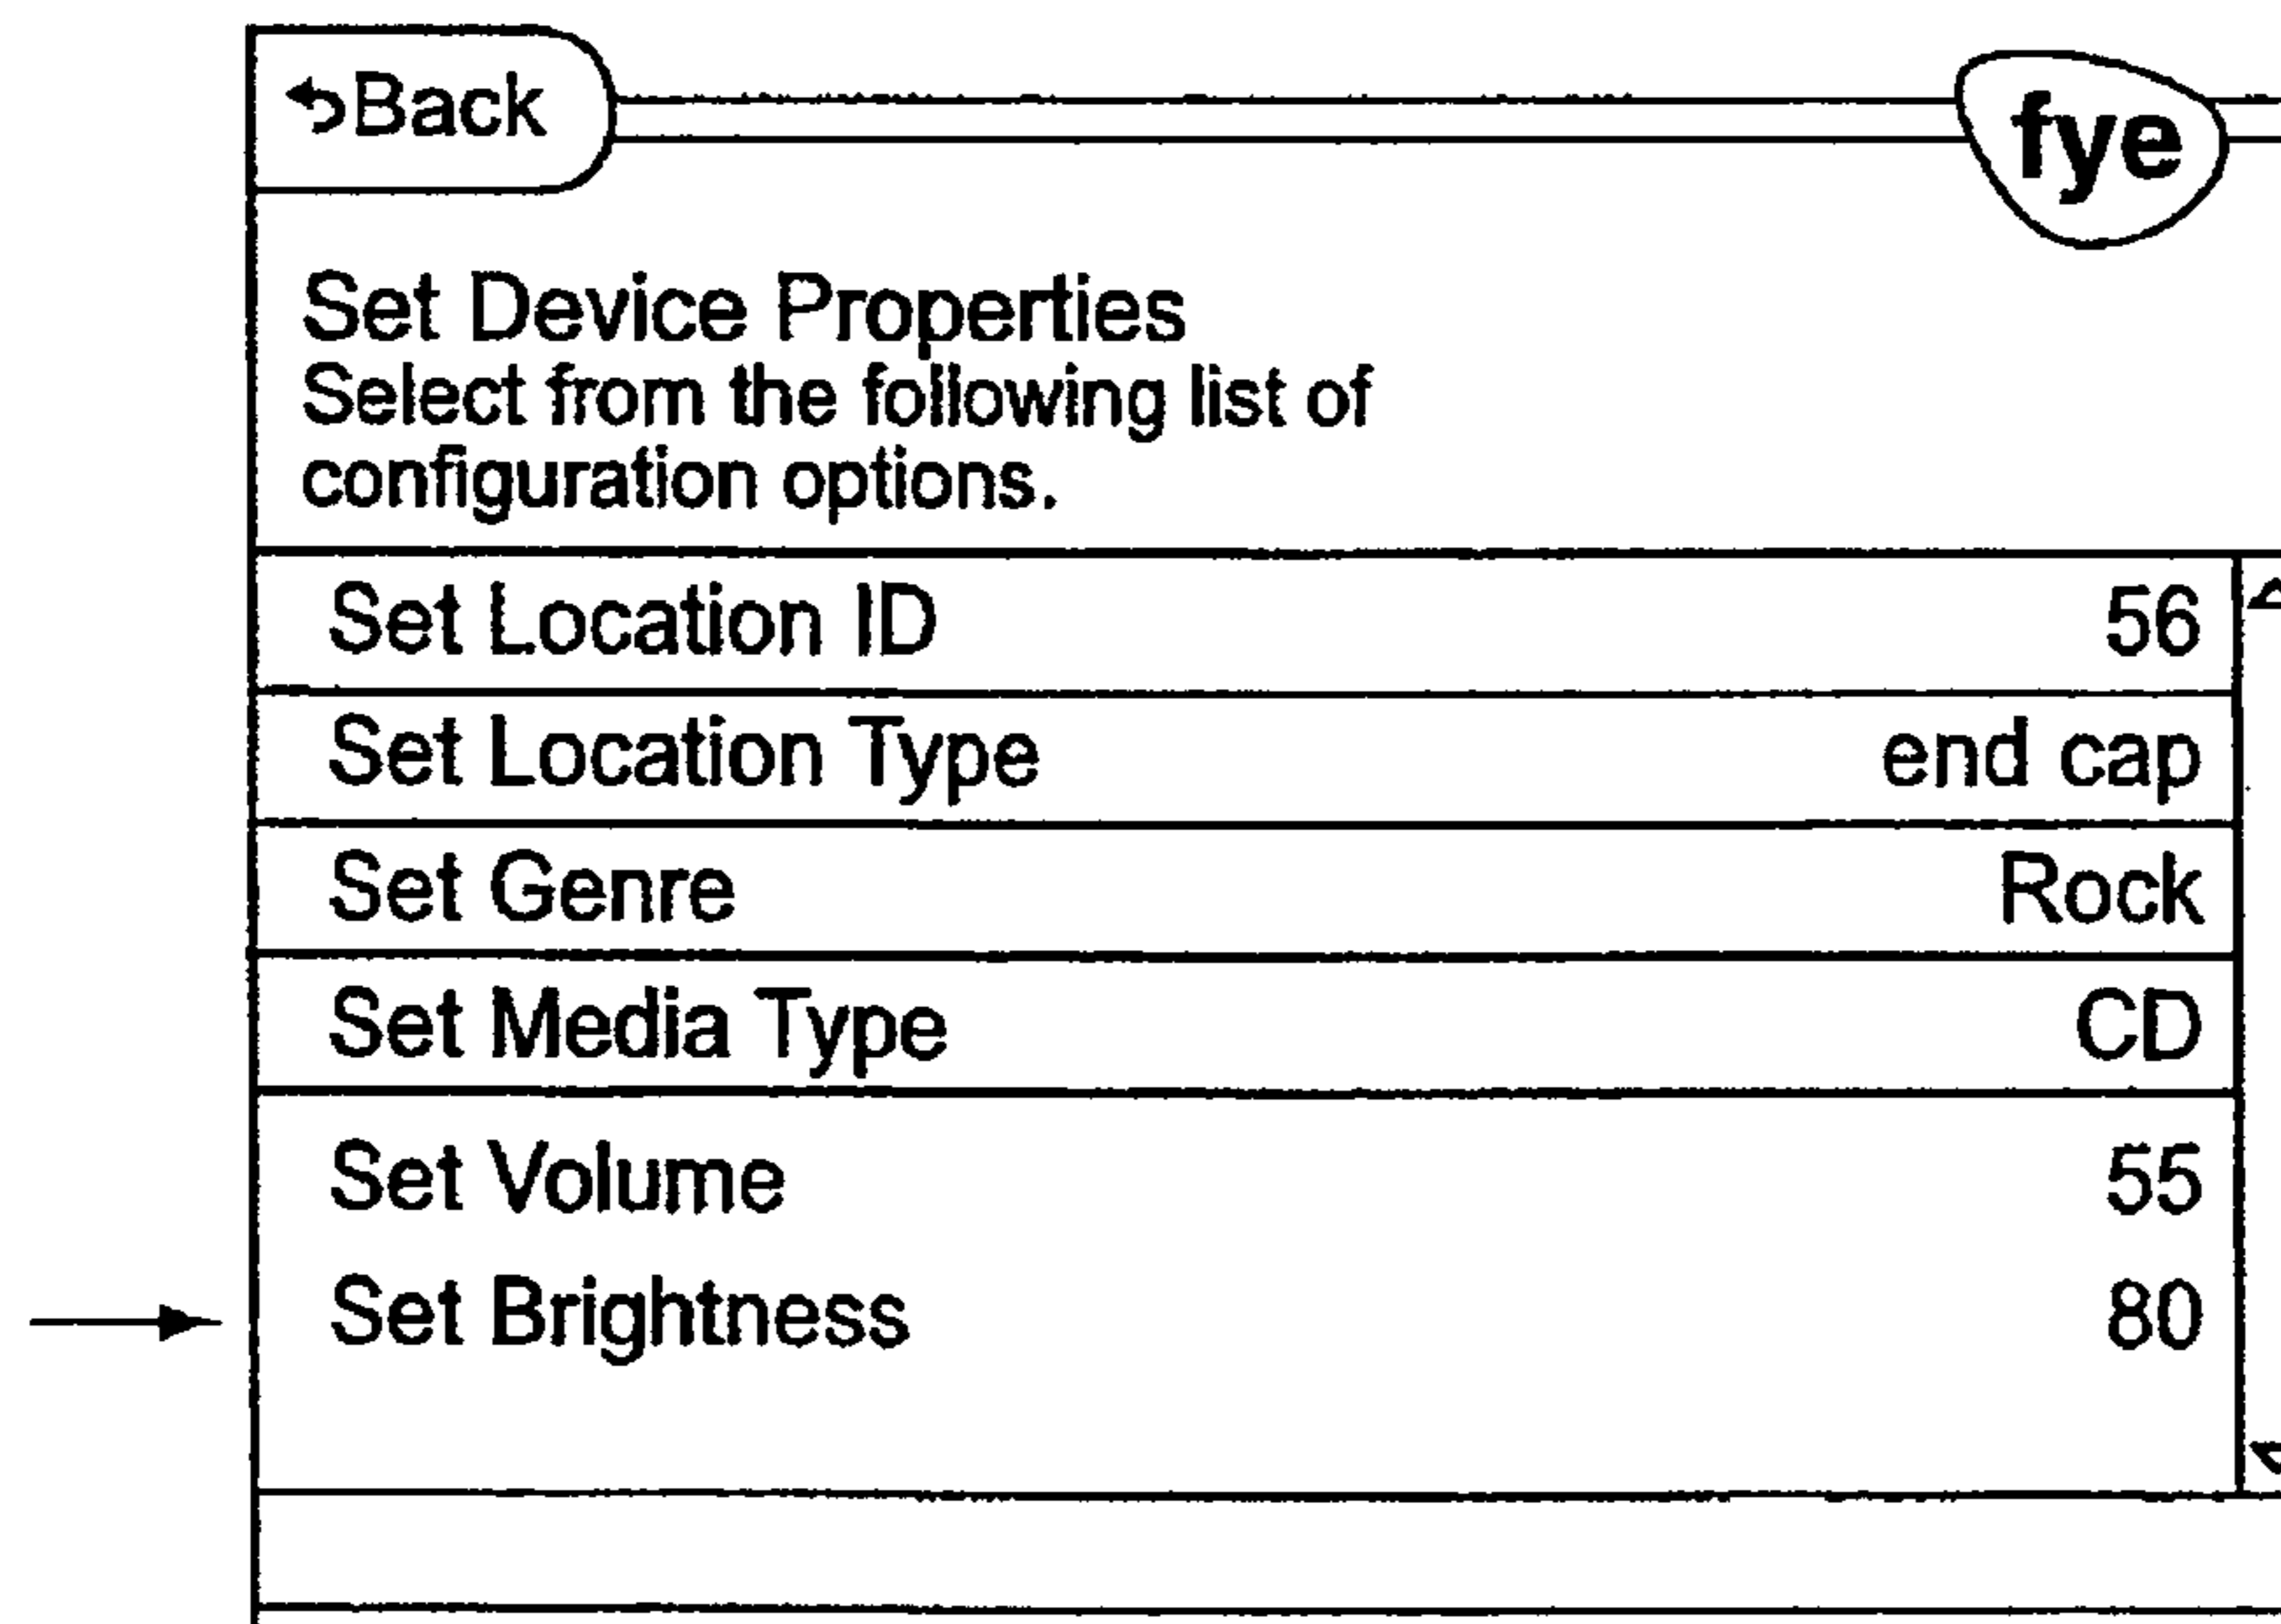 Back
fye
Set Device Properties
Select from the following list of
configuration options.
Set Location ID 56
Set Location Type end cap
Set Genre Rock
Set Media Type CD
Set Volume 55
Set Brightness 80